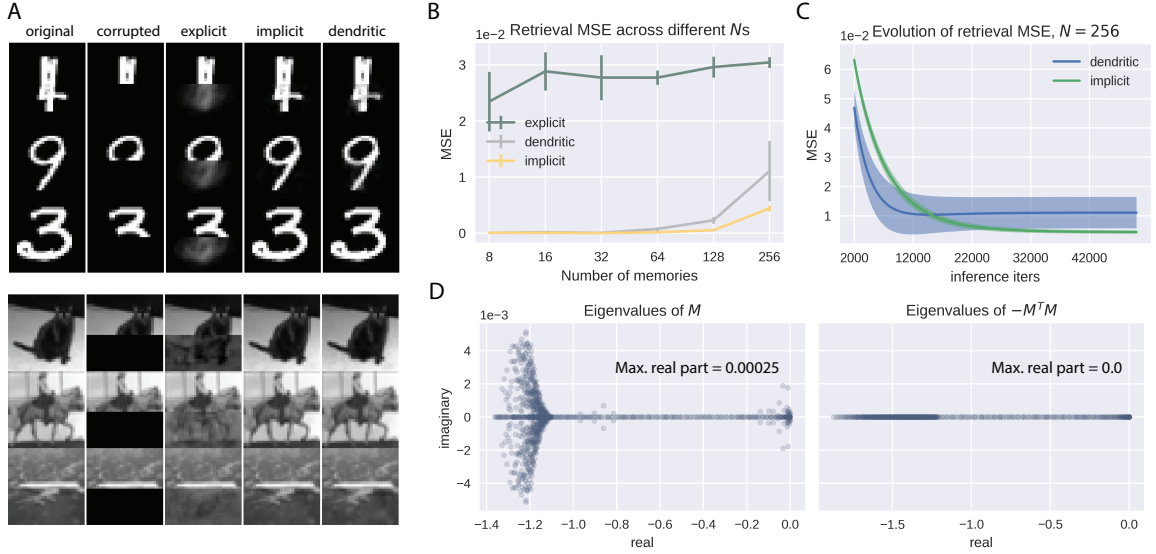 A
original corrupted explicit implicit dendritic
B
Retrieval MSE across different Ns
1e−2
3
2
1
0
MSE
explicit
dendritic
implicit
8 16 32 64 128 256
Number of memories
C
Evolution of retrieval MSE, N = 256
1e−2
6
5
4
3
2
1
MSE
dendritic
implicit
2000 12000 22000 32000 42000
inference iters
D
Eigenvalues of M
1e−3
4
2
0
−2
−4
imaginary
Max. real part = 0.00025
−1.4 −1.2 −1.0 −0.8 −0.6 −0.4 −0.2 0.0
real
Eigenvalues of −MᵀM
Max. real part = 0.0
−1.5 −1.0 −0.5 0.0
real